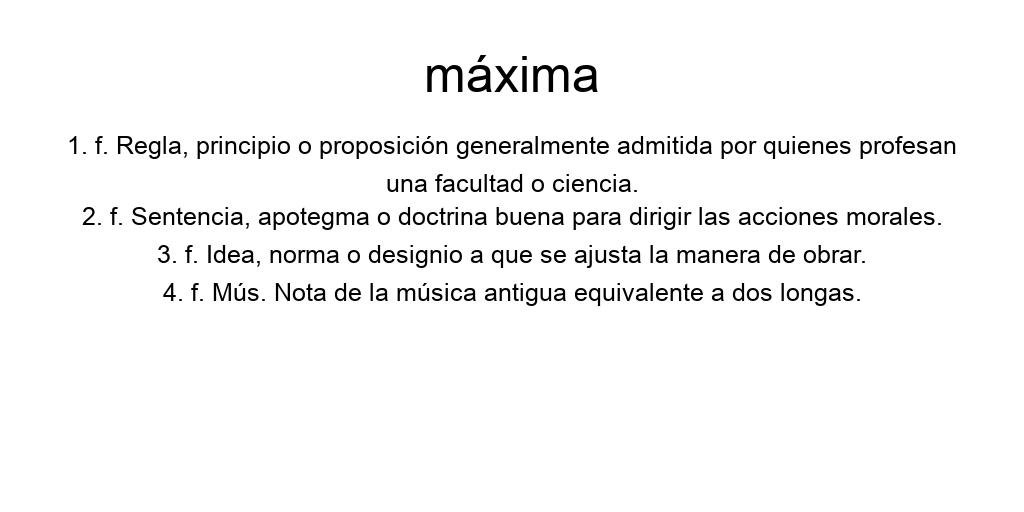 máxima
1. f. Regla, principio o proposición generalmente admitida por quienes profesan
una facultad o ciencia.
2. f. Sentencia, apotegma o doctrina buena para dirigir las acciones morales.
3. f. Idea, norma o designio a que se ajusta la manera de obrar.
4. f. Mús. Nota de la música antigua equivalente a dos longas.